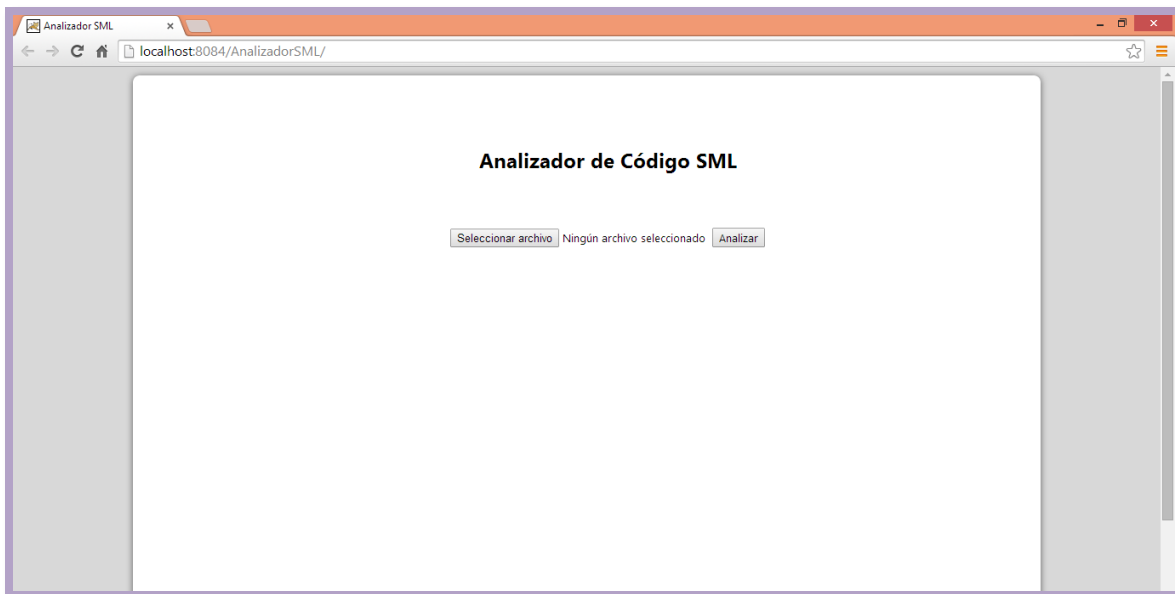 Analizador SML
localhost:8084/AnalizadorSML/
Analizador de Código SML
Seleccionar archivo Ningún archivo seleccionado Analizar